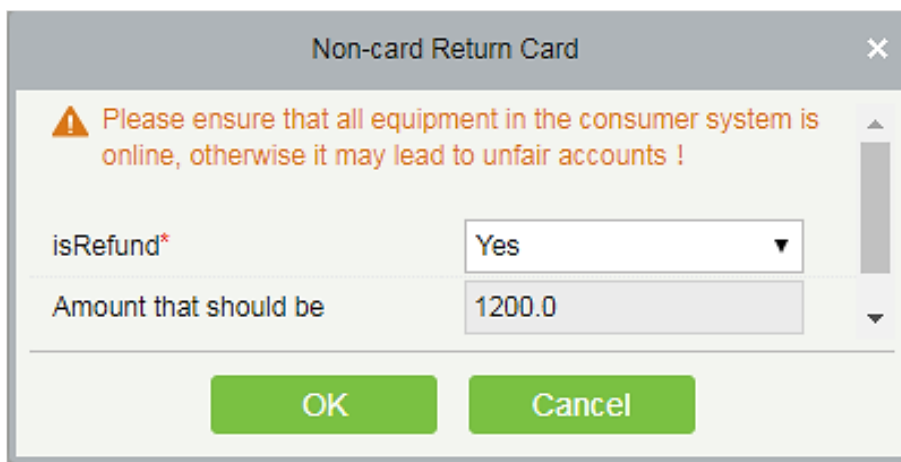 Non-card Return Card
Please ensure that all equipment in the consumer system is
online, otherwise it may lead to unfair accounts !
isRefund* Yes
Amount that should be 1200.0
OK Cancel